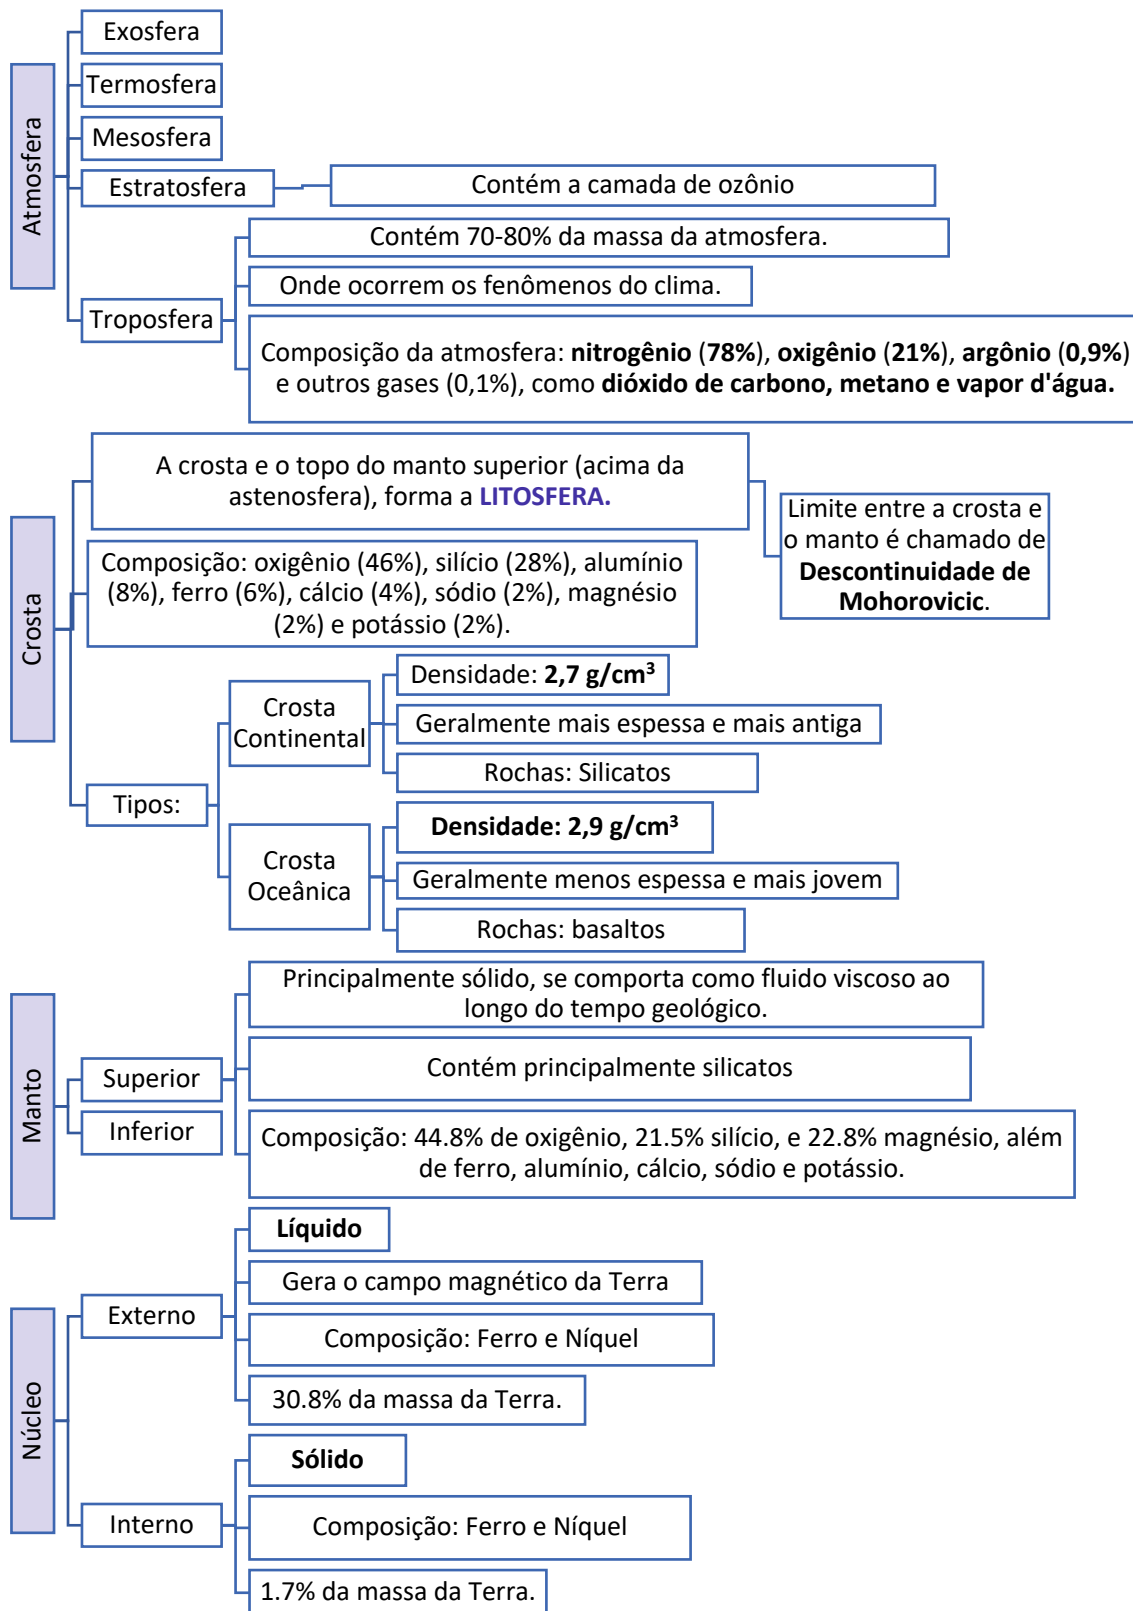 Atmosfera
Exosfera
Termosfera
Mesosfera
Estratosfera
Contém a camada de ozônio
Troposfera
Contém 70-80% da massa da atmosfera.
Onde ocorrem os fenômenos do clima.
Composição da atmosfera: nitrogênio (78%), oxigênio (21%), argônio (0,9%)
e outros gases (0,1%), como dióxido de carbono, metano e vapor d'água.
Crosta
A crosta e o topo do manto superior (acima da
astenosfera), forma a LITOSFERA.
Limite entre a crosta e
o manto é chamado de
Descontinuidade de
Mohorovicic.
Composição: oxigênio (46%), silício (28%), alumínio
(8%), ferro (6%), cálcio (4%), sódio (2%), magnésio
(2%) e potássio (2%).
Tipos:
Crosta
Continental
Densidade: 2,7 g/cm³
Geralmente mais espessa e mais antiga
Rochas: Silicatos
Crosta
Oceânica
Densidade: 2,9 g/cm³
Geralmente menos espessa e mais jovem
Rochas: basaltos
Manto
Superior
Principalmente sólido, se comporta como fluido viscoso ao
longo do tempo geológico.
Contém principalmente silicatos
Composição: 44.8% de oxigênio, 21.5% silício, e 22.8% magnésio, além
de ferro, alumínio, cálcio, sódio e potássio.
Inferior
Núcleo
Externo
Líquido
Gera o campo magnético da Terra
Composição: Ferro e Níquel
30.8% da massa da Terra.
Interno
Sólido
Composição: Ferro e Níquel
1.7% da massa da Terra.